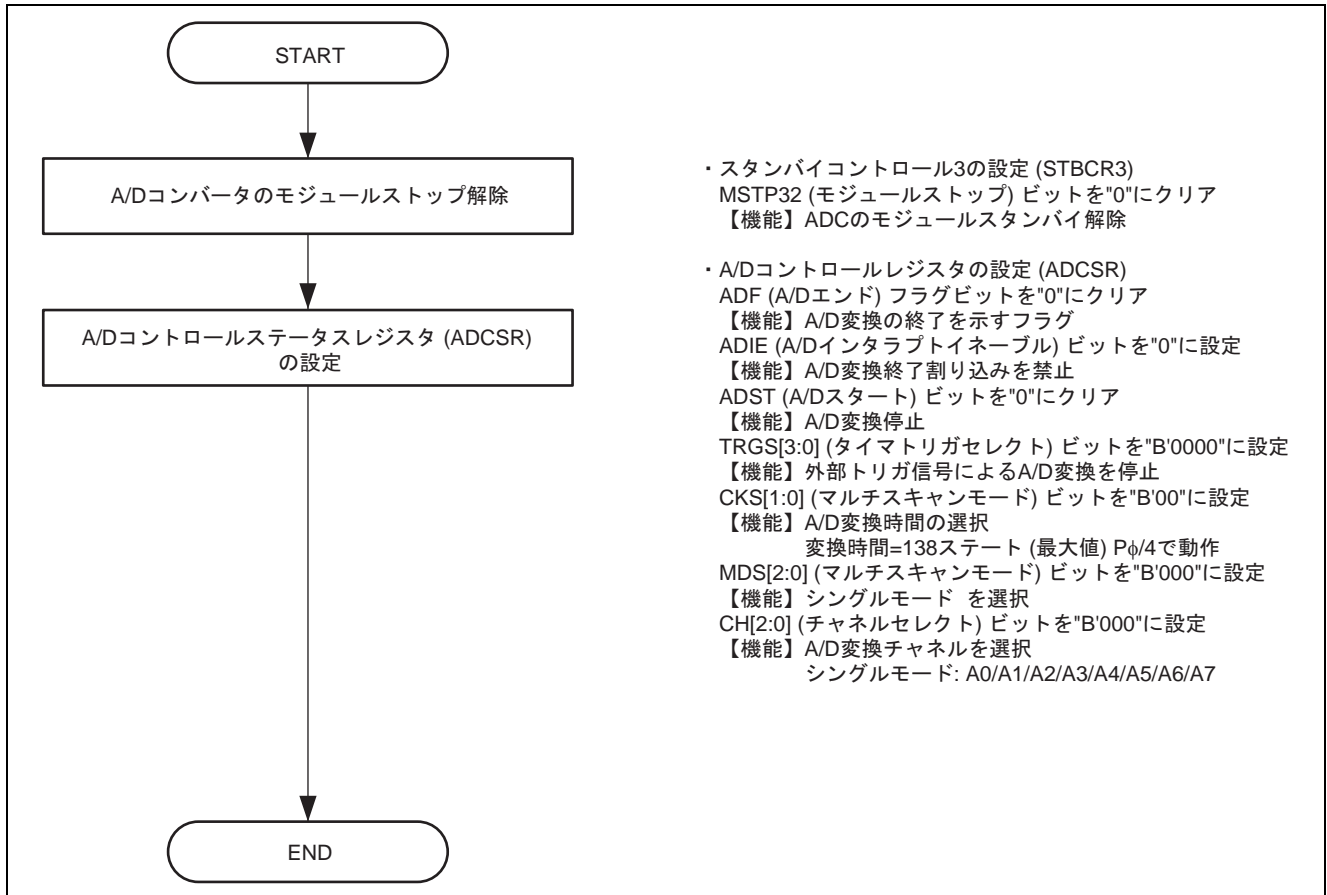 START
A/Dコンバータのモジュールストップ解除
A/Dコントロールステータスレジスタ (ADCSR)
の設定
END
・スタンバイコントロール3の設定 (STBCR3)
MSTP32 (モジュールストップ) ビットを"0"にクリア
【機能】ADCのモジュールスタンバイ解除
・A/Dコントロールレジスタの設定 (ADCSR)
ADF (A/Dエンド) フラグビットを"0"にクリア
【機能】A/D変換の終了を示すフラグ
ADIE (A/Dインタラプトイネーブル) ビットを"0"に設定
【機能】A/D変換終了割り込みを禁止
ADST (A/Dスタート) ビットを"0"にクリア
【機能】A/D変換停止
TRGS[3:0] (タイマトリガセレクト) ビットを"B'0000"に設定
【機能】外部トリガ信号によるA/D変換を停止
CKS[1:0] (マルチスキャンモード) ビットを"B'00"に設定
【機能】A/D変換時間の選択
変換時間=138ステート (最大値) Pϕ/4で動作
MDS[2:0] (マルチスキャンモード) ビットを"B'000"に設定
【機能】シングルモード を選択
CH[2:0] (チャネルセレクト) ビットを"B'000"に設定
【機能】A/D変換チャネルを選択
シングルモード: A0/A1/A2/A3/A4/A5/A6/A7